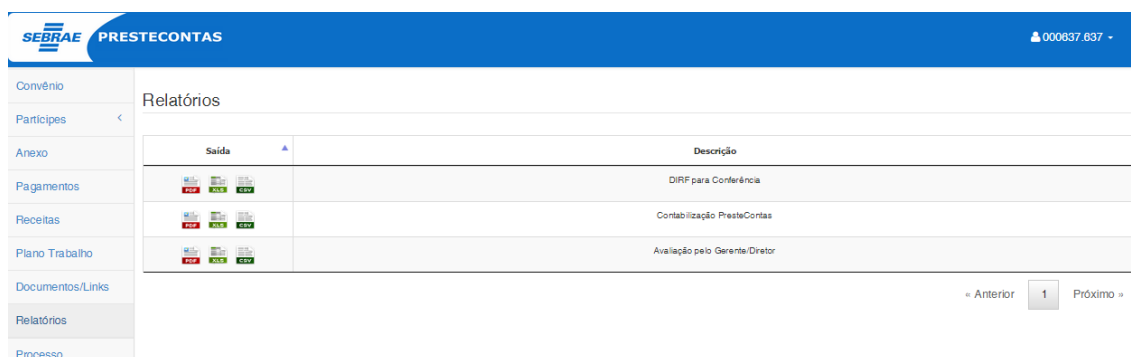 SEBRAE PRESTECONTAS 000637.637
Convênio
Relatórios
Partícipes
Anexo
Saída Descrição
Pagamentos
PDF XLS CSV DIRF para Conferência
Receitas
PDF XLS CSV Contabilização PresteContas
Plano Trabalho
PDF XLS CSV Avaliação pelo Gerente/Diretor
Documentos/Links
« Anterior 1 Próximo »
Relatórios
Processo